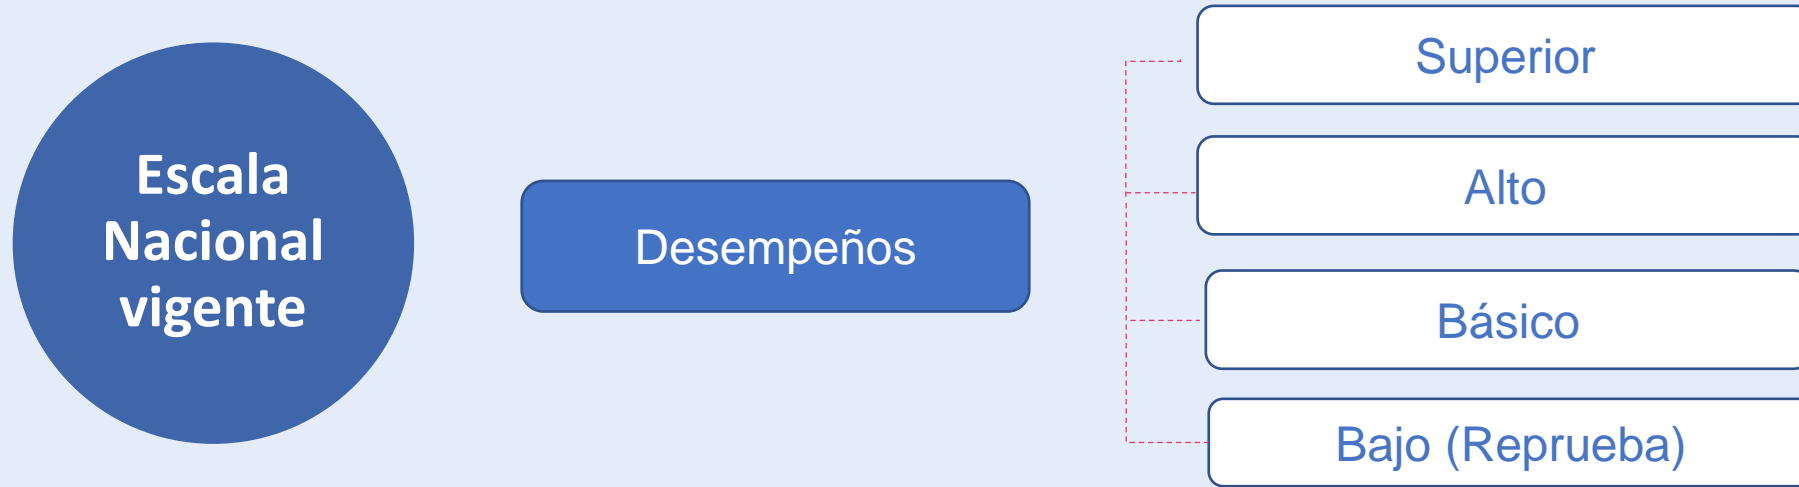 Escala
Nacional
vigente
Desempeños
Superior
Alto
Básico
Bajo (Reprueba)